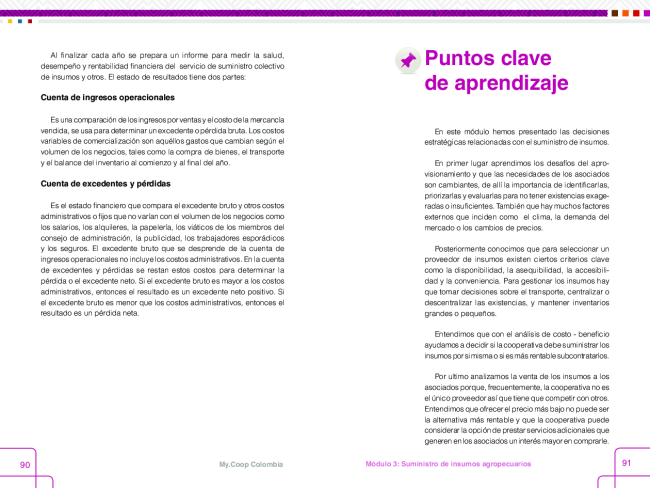 Al finalizar cada año se prepara un informe para medir la salud,
desempeño y rentabilidad financiera del  servicio de suministro colectivo
de insumos y otros. El estado de resultados tiene dos partes:
Cuenta de ingresos operacionales
Es una comparación de los ingresos por ventas y el costo de la mercancía
vendida, se usa para determinar un excedente o pérdida bruta. Los costos
variables de comercialización son aquéllos gastos que cambian según el
volumen de los negocios, tales como la compra de bienes, el transporte
y el balance del inventario al comienzo y al final del año.
Cuenta de excedentes y pérdidas
Es el estado financiero que compara el excedente bruto y otros costos
administrativos o fijos que no varían con el volumen de los negocios como
los salarios, los alquileres, la papelería, los viáticos de los miembros del
consejo de administración, la publicidad, los trabajadores esporádicos
y los seguros. El excedente bruto que se desprende de la cuenta de
ingresos operacionales no incluye los costos administrativos. En la cuenta
de excedentes y pérdidas se restan estos costos para determinar la
pérdida o el excedente neto. Si el excedente bruto es mayor a los costos
administrativos, entonces el resultado es un excedente neto positivo. Si
el excedente bruto es menor que los costos administrativos, entonces el
resultado es un pérdida neta.
90
My.Coop Colombia
Puntos clave
de aprendizaje
En este módulo hemos presentado las decisiones
estratégicas relacionadas con el suministro de insumos.
En primer lugar aprendimos los desafíos del apro-
visionamiento y que las necesidades de los asociados
son cambiantes, de allí la importancia de identificarlas,
priorizarlas y evaluarlas para no tener existencias exage-
radas o insuficientes. También que hay muchos factores
externos que inciden como  el clima, la demanda del
mercado o los cambios de precios.
Posteriormente conocimos que para seleccionar un
proveedor de insumos existen ciertos criterios clave
como la disponibilidad, la asequibilidad, la accesibili-
dad y la conveniencia. Para gestionar los insumos hay
que tomar decisiones sobre el transporte, centralizar o
descentralizar las existencias, y mantener inventarios
grandes o pequeños.
Entendimos que con el análisis de costo - beneficio
ayudamos a decidir si la cooperativa debe suministrar los
insumos por si misma o si es más rentable subcontratarlos.
Por ultimo analizamos la venta de los insumos a los
asociados porque, frecuentemente, la cooperativa no es
el único proveedor así que tiene que competir con otros.
Entendimos que ofrecer el precio más bajo no puede ser
la alternativa más rentable y que la cooperativa puede
considerar la opción de prestar servicios adicionales que
generen en los asociados un interés mayor en comprarle.
Módulo 3: Suministro de insumos agropecuarios
91